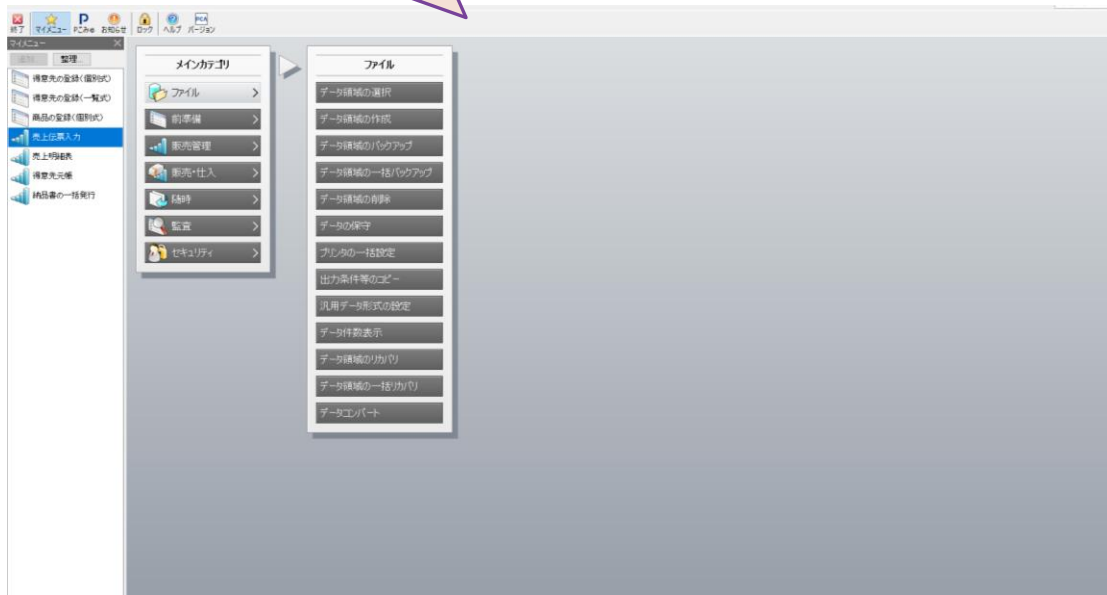 終了 マイメニュー Pこみゅ お知らせ ロック ヘルプ バージョン
マイメニュー
追加... 整理...
得意先の登録(個別式)
得意先の登録(一覧式)
商品の登録(個別式)
売上伝票入力
売上明細表
得意先元帳
納品書の一括発行
メインカテゴリ
ファイル
前準備
販売管理
販売・仕入
随時
監査
セキュリティ
ファイル
データ領域の選択
データ領域の作成
データ領域のバックアップ
データ領域の一括バックアップ
データ領域の削除
データの保守
プリンタの一括設定
出力条件等のコピー
汎用データ形式の設定
データ件数表示
データ領域のリカバリ
データ領域の一括リカバリ
データコンバート